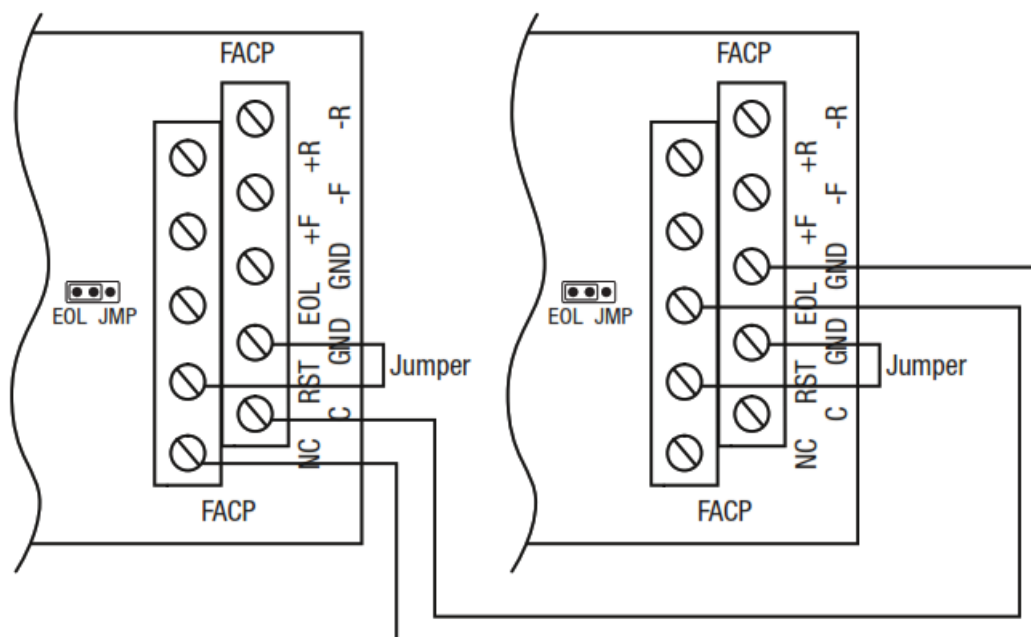 FACP
-R
+R
-F
+F
GND
EOL
GND
RST
C
NC
EOL JMP
Jumper
FACP
FACP
-R
+R
-F
+F
GND
EOL
GND
RST
C
NC
EOL JMP
Jumper
FACP